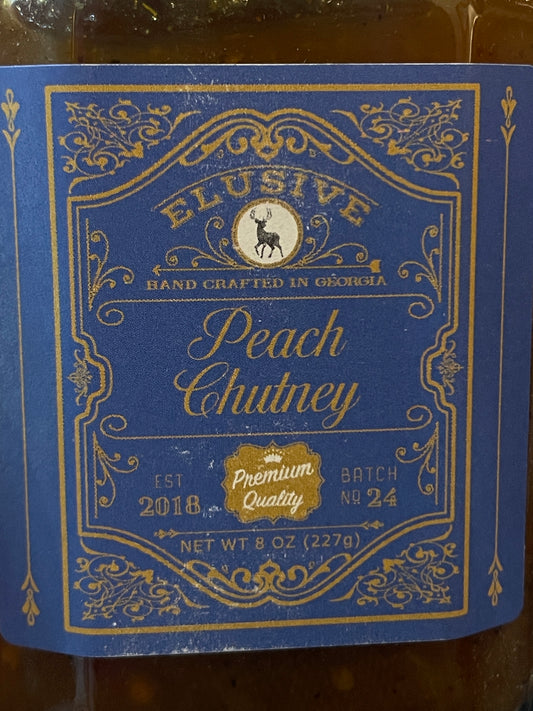 ELUSIVE
HAND CRAFTED IN GEORGIA
Peach
Chutney
EST
2018
Premium
Quality
BATCH
Nº 24
NET WT 8 OZ (227g)